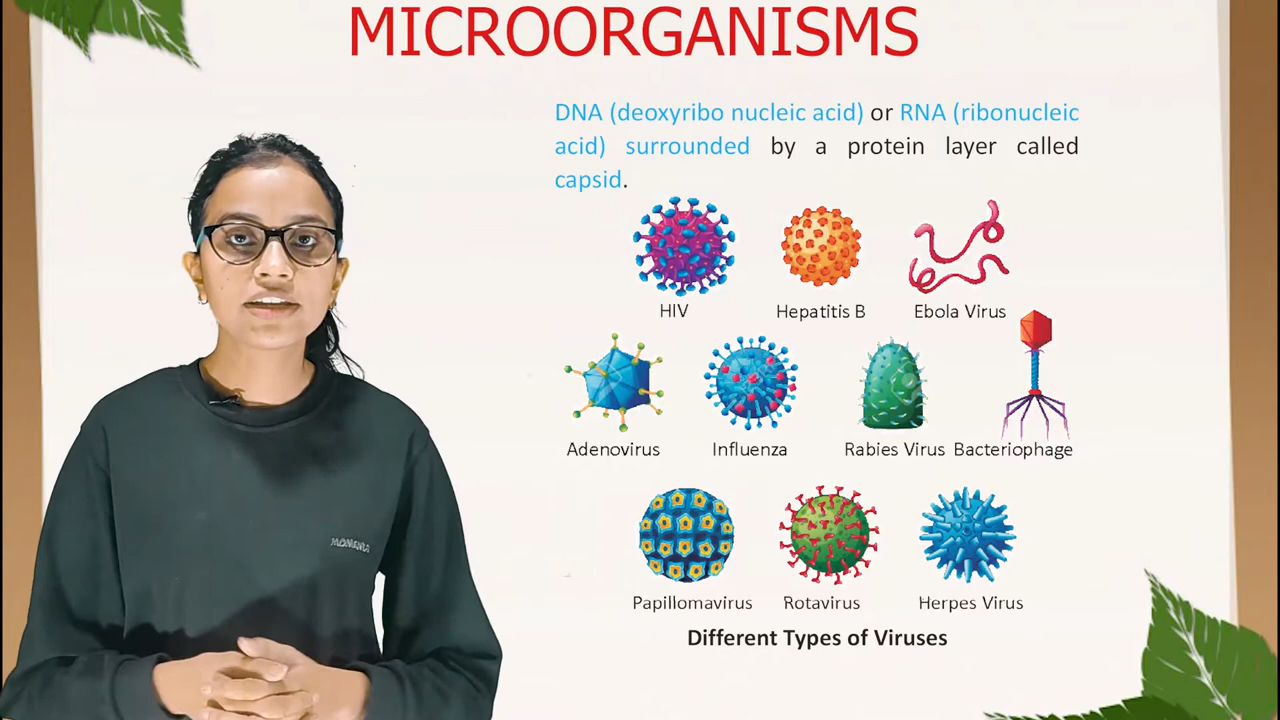 MICROORGANISMS
DNA (deoxyribo nucleic acid) or RNA (ribonucleic
acid) surrounded by a protein layer called
capsid.
HIV
Hepatitis B
Ebola Virus
Adenovirus
Influenza
Rabies Virus
Bacteriophage
Papillomavirus
Rotavirus
Herpes Virus
Different Types of Viruses